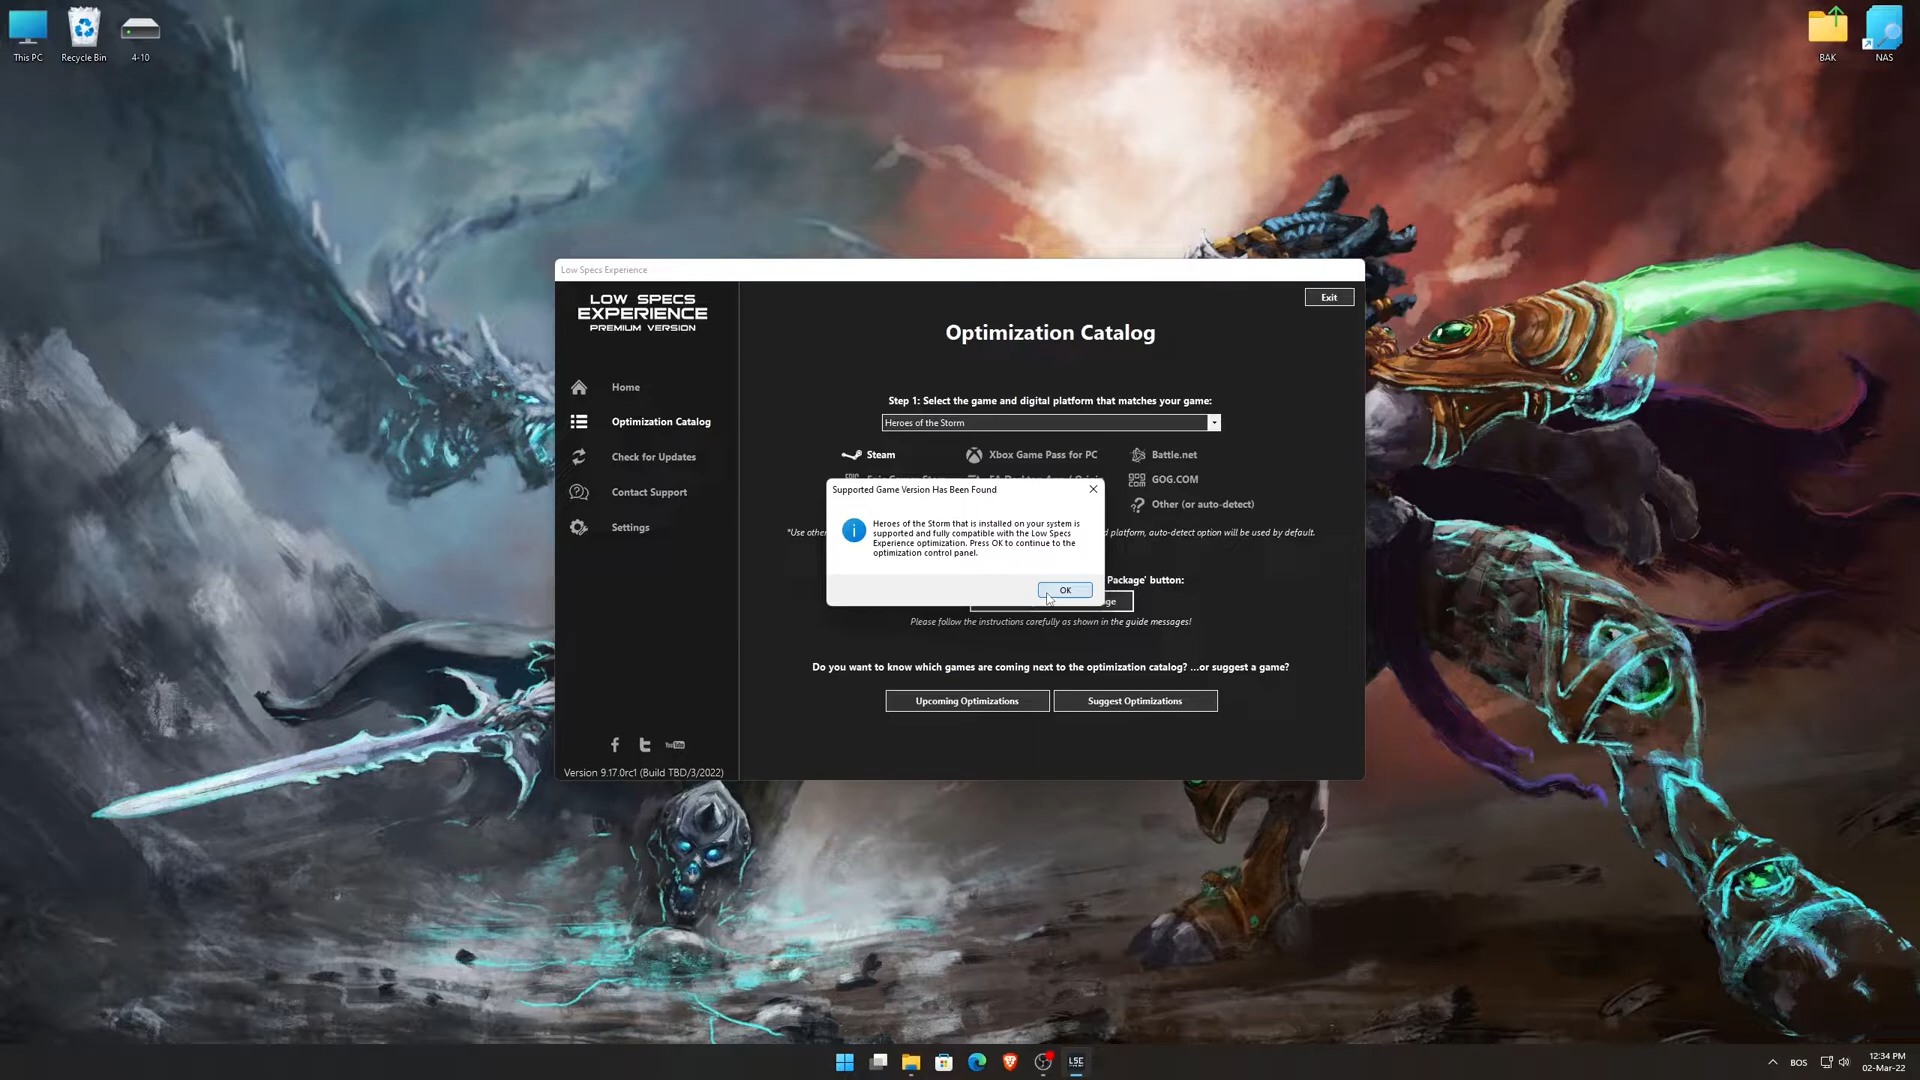 This PC
Recycle Bin
4-10
BAK
NAS
Low Specs Experience
LOW SPECS
EXPERIENCE
PREMIUM VERSION
Exit
Optimization Catalog
Home
Optimization Catalog
Check for Updates
Contact Support
Settings
Step 1: Select the game and digital platform that matches your game:
Heroes of the Storm
Steam
Xbox Game Pass for PC
Battle.net
GOG.COM
Other (or auto-detect)
Supported Game Version Has Been Found
Heroes of the Storm that is installed on your system is
supported and fully compatible with the Low Specs
Experience optimization. Press OK to continue to the
optimization control panel.
OK
*Use other
platform, auto-detect option will be used by default.
Package' button:
Please follow the instructions carefully as shown in the guide messages!
Do you want to know which games are coming next to the optimization catalog? ...or suggest a game?
Upcoming Optimizations
Suggest Optimizations
Version 9.17.0rc1 (Build TBD/3/2022)
LSE
BOS
12:34 PM
02-Mar-22